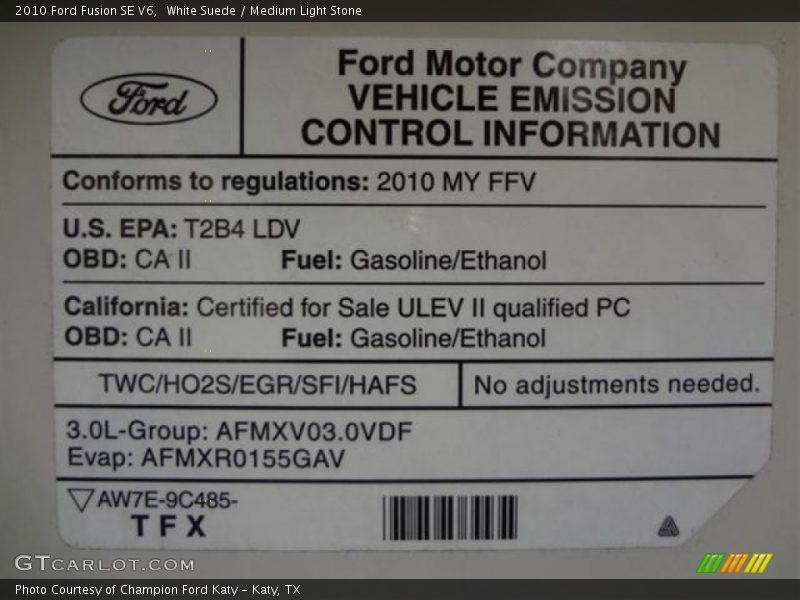 2010 Ford Fusion SE V6,  White Suede / Medium Light Stone
Ford
Ford Motor Company
VEHICLE EMISSION
CONTROL INFORMATION
Conforms to regulations: 2010 MY FFV
U.S. EPA: T2B4 LDV
OBD: CA II Fuel: Gasoline/Ethanol
California: Certified for Sale ULEV II qualified PC
OBD: CA II Fuel: Gasoline/Ethanol
TWC/HO2S/EGR/SFI/HAFS
No adjustments needed.
3.0L-Group: AFMXV03.0VDF
Evap: AFMXR0155GAV
AW7E-9C485-
TFX
GTCARLOT.COM
Photo Courtesy of Champion Ford Katy – Katy, TX